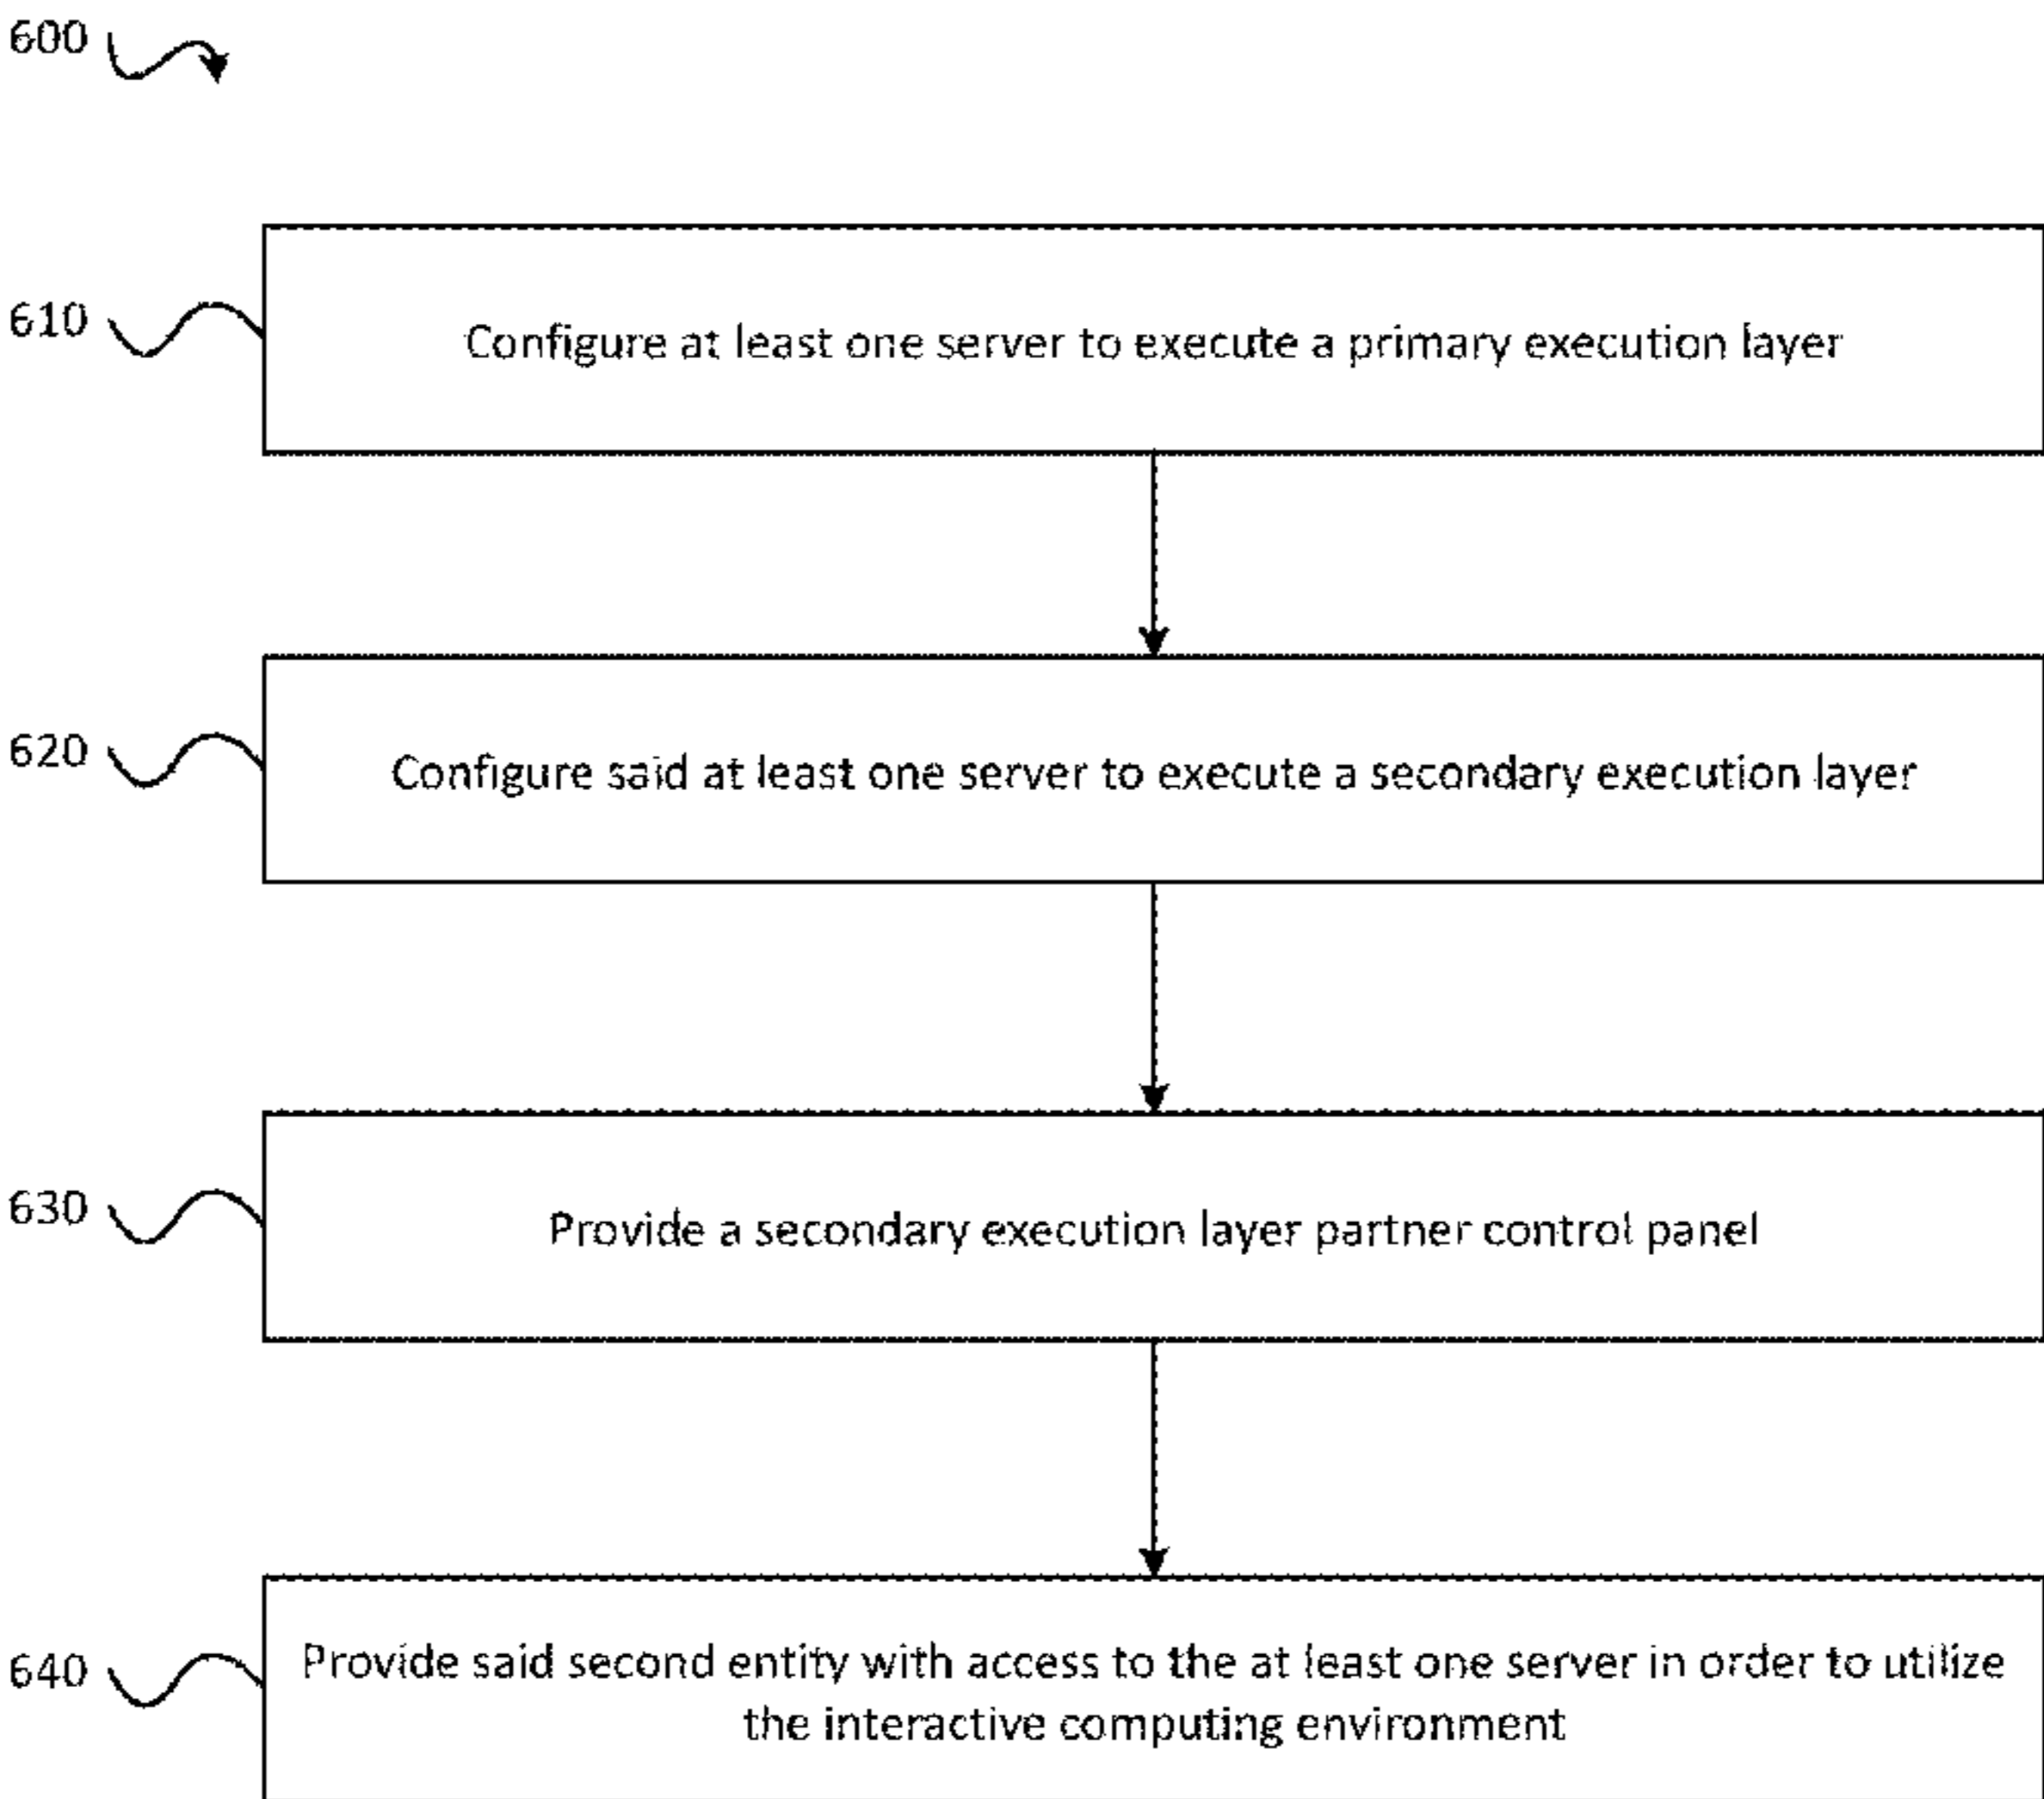 600
610
Configure at least one server to execute a primary execution layer
620
Configure said at least one server to execute a secondary execution layer
630
Provide a secondary execution layer partner control panel
640
Provide said second entity with access to the at least one server in order to utilize
the interactive computing environment